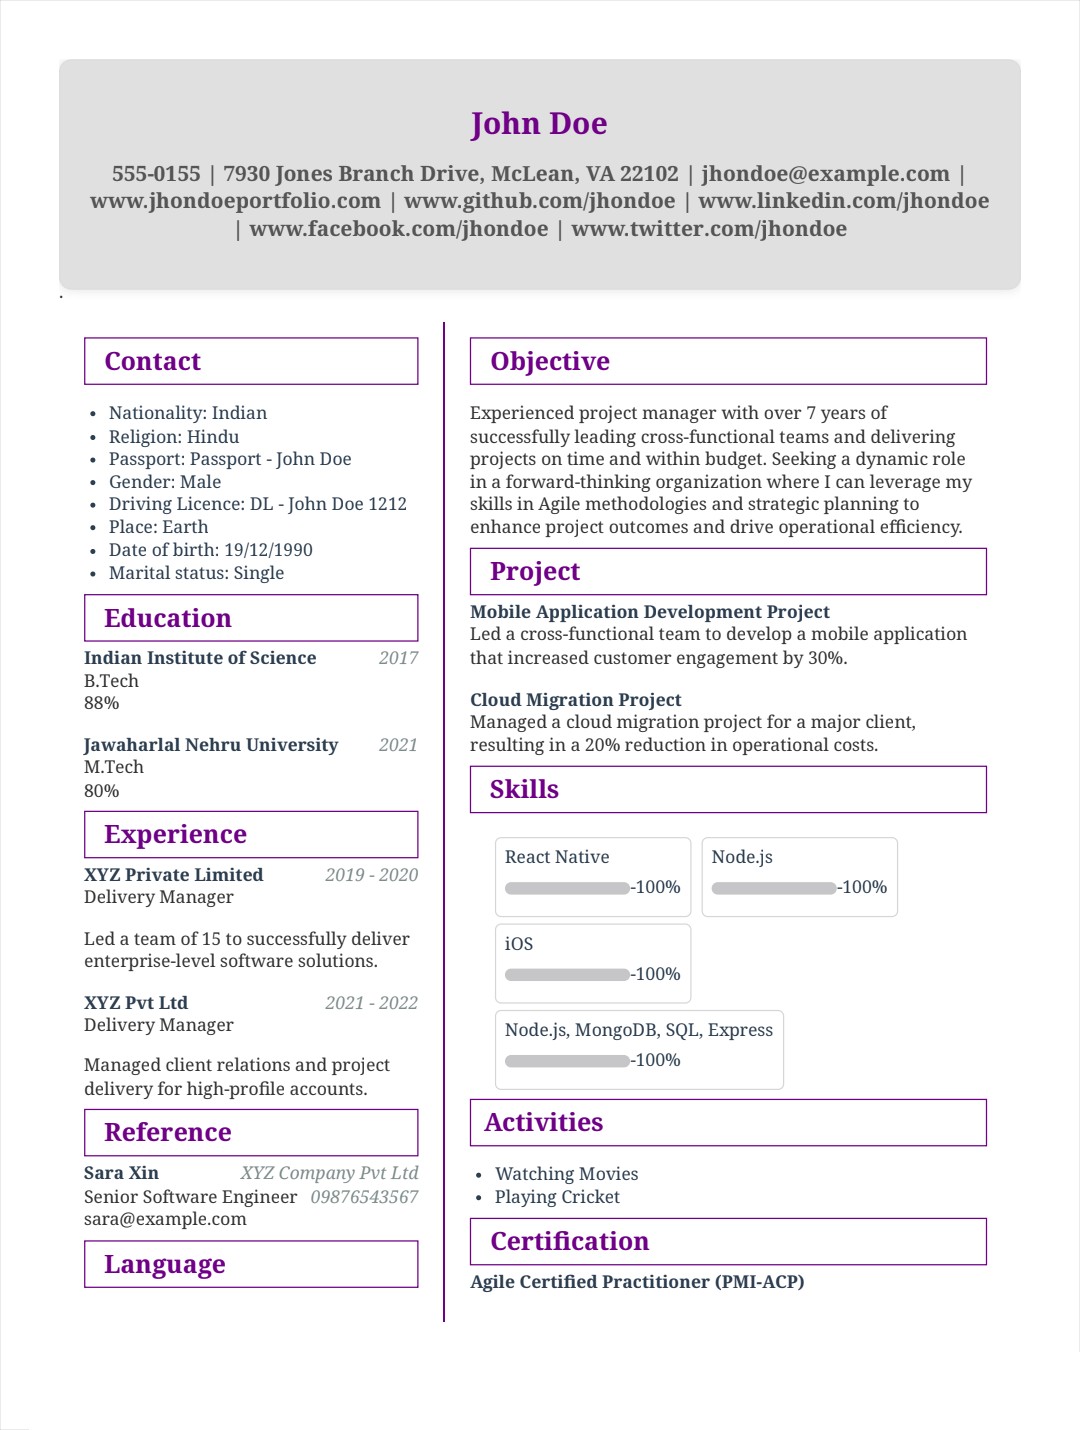 John Doe
555-0155 | 7930 Jones Branch Drive, McLean, VA 22102 | jhondoe@example.com |
www.jhondoeportfolio.com | www.github.com/jhondoe | www.linkedin.com/jhondoe
| www.facebook.com/jhondoe | www.twitter.com/jhondoe
.
Contact
• Nationality: Indian
• Religion: Hindu
• Passport: Passport - John Doe
• Gender: Male
• Driving Licence: DL - John Doe 1212
• Place: Earth
• Date of birth: 19/12/1990
• Marital status: Single
Education
Indian Institute of Science 2017
B.Tech
88%
Jawaharlal Nehru University 2021
M.Tech
80%
Experience
XYZ Private Limited 2019 - 2020
Delivery Manager
Led a team of 15 to successfully deliver
enterprise-level software solutions.
XYZ Pvt Ltd 2021 - 2022
Delivery Manager
Managed client relations and project
delivery for high-profile accounts.
Reference
Sara Xin XYZ Company Pvt Ltd
Senior Software Engineer 09876543567
sara@example.com
Language
Objective
Experienced project manager with over 7 years of
successfully leading cross-functional teams and delivering
projects on time and within budget. Seeking a dynamic role
in a forward-thinking organization where I can leverage my
skills in Agile methodologies and strategic planning to
enhance project outcomes and drive operational efficiency.
Project
Mobile Application Development Project
Led a cross-functional team to develop a mobile application
that increased customer engagement by 30%.
Cloud Migration Project
Managed a cloud migration project for a major client,
resulting in a 20% reduction in operational costs.
Skills
React Native
-100%
Node.js
-100%
iOS
-100%
Node.js, MongoDB, SQL, Express
-100%
Activities
• Watching Movies
• Playing Cricket
Certification
Agile Certified Practitioner (PMI-ACP)